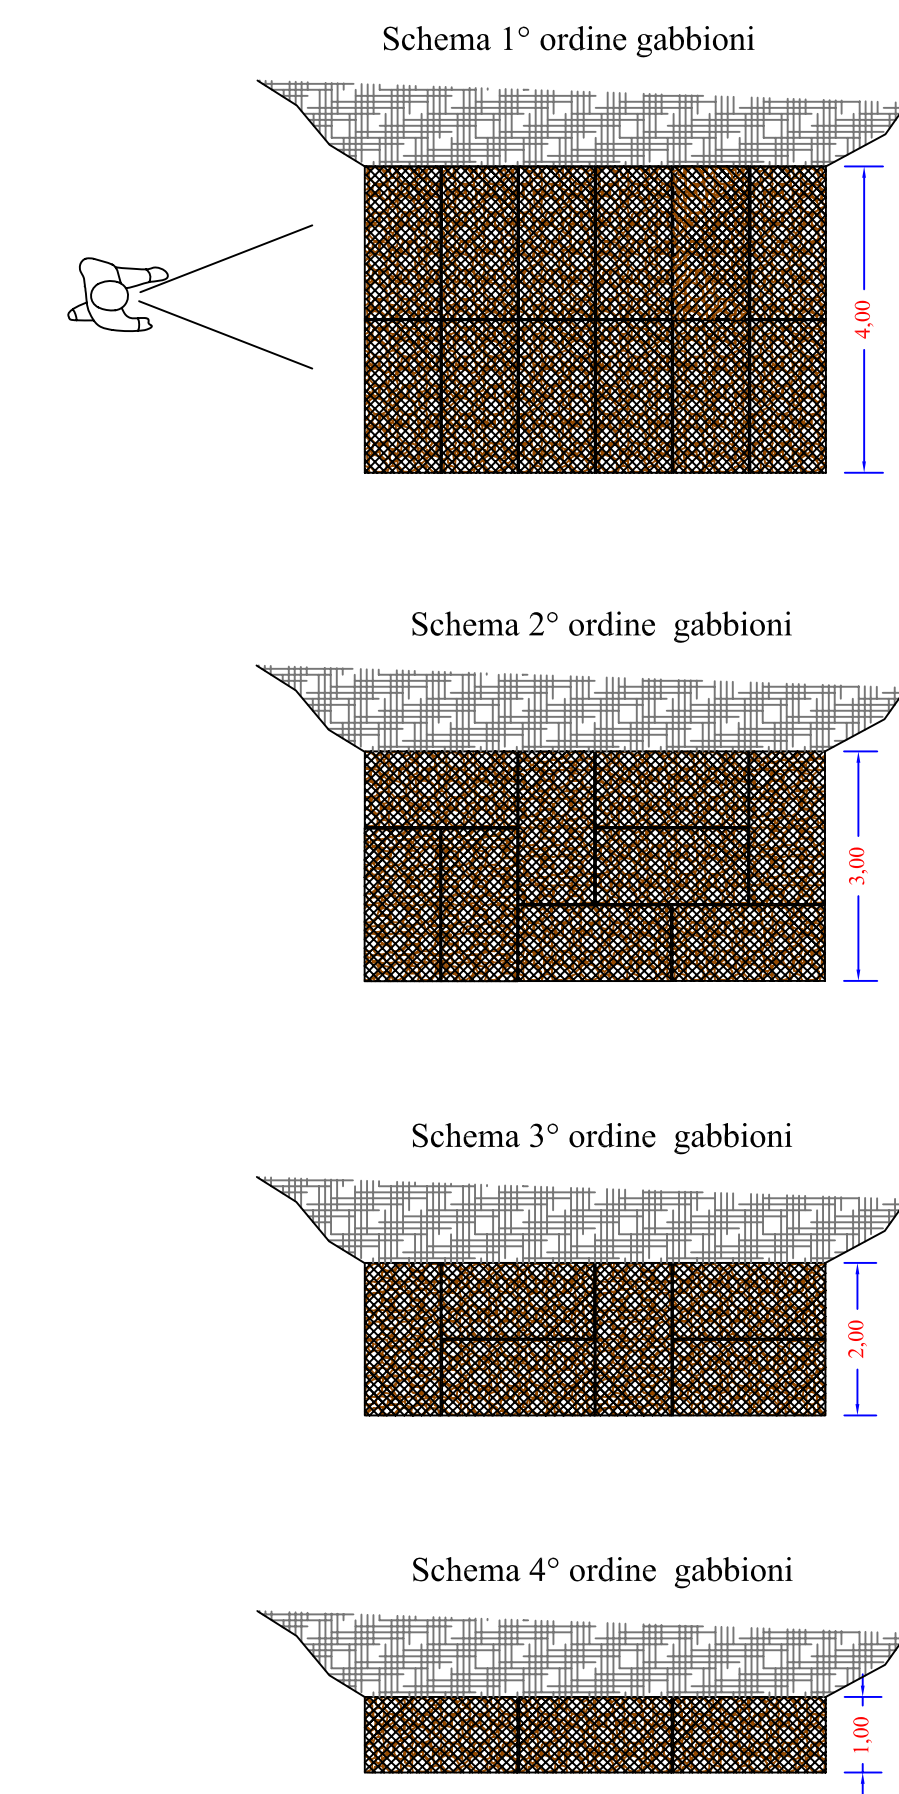 Schema 1° ordine gabbioni
4,00
Schema 2° ordine gabbioni
3,00
Schema 3° ordine gabbioni
2,00
Schema 4° ordine gabbioni
1,00